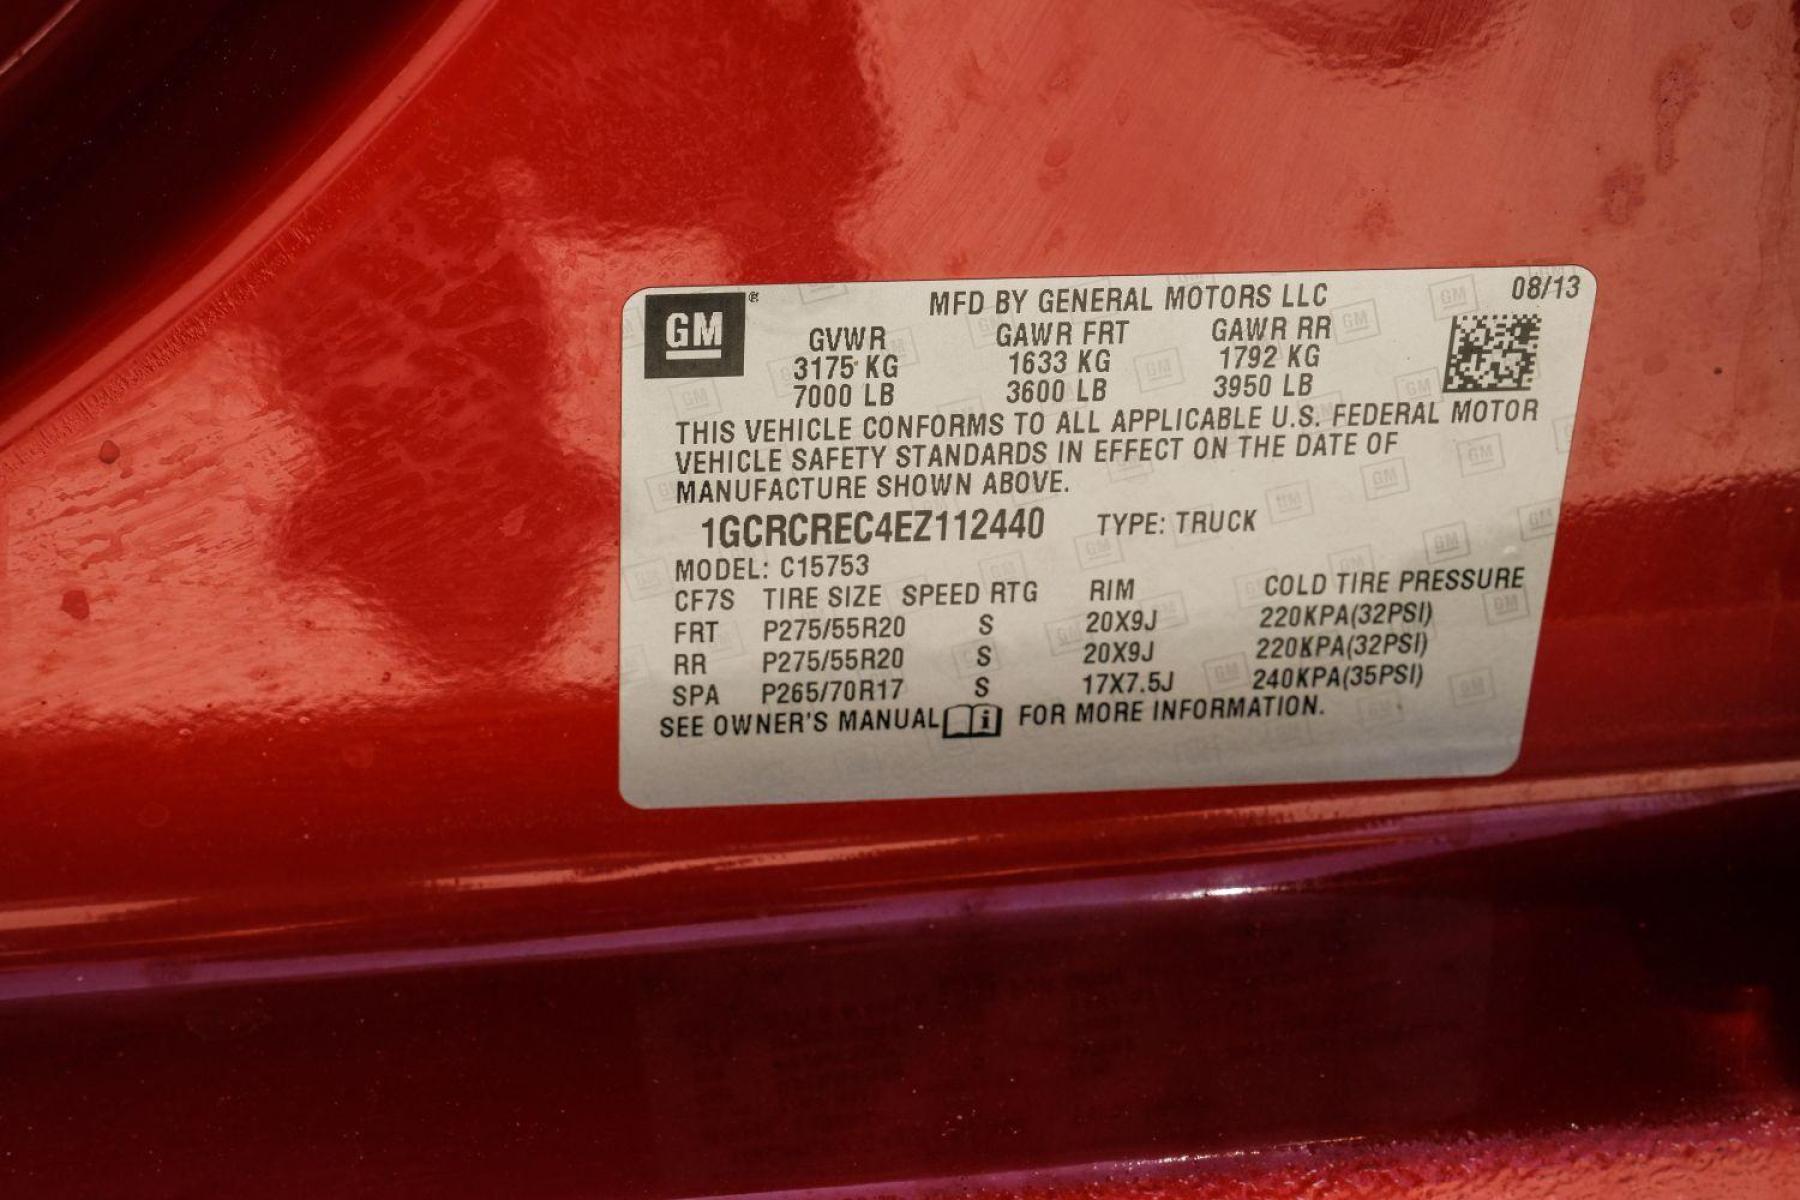 GM® MFD BY GENERAL MOTORS LLC 08/13
GVWR GAWR FRT GAWR RR
3175 KG 1633 KG 1792 KG
7000 LB 3600 LB 3950 LB
THIS VEHICLE CONFORMS TO ALL APPLICABLE U.S. FEDERAL MOTOR
VEHICLE SAFETY STANDARDS IN EFFECT ON THE DATE OF
MANUFACTURE SHOWN ABOVE.
1GCRCREC4EZ112440 TYPE: TRUCK
MODEL: C15753
CF7S TIRE SIZE SPEED RTG RIM COLD TIRE PRESSURE
FRT P275/55R20 S 20X9J 220KPA(32PSI)
RR P275/55R20 S 20X9J 220KPA(32PSI)
SPA P265/70R17 S 17X7.5J 240KPA(35PSI)
SEE OWNER'S MANUAL i FOR MORE INFORMATION.